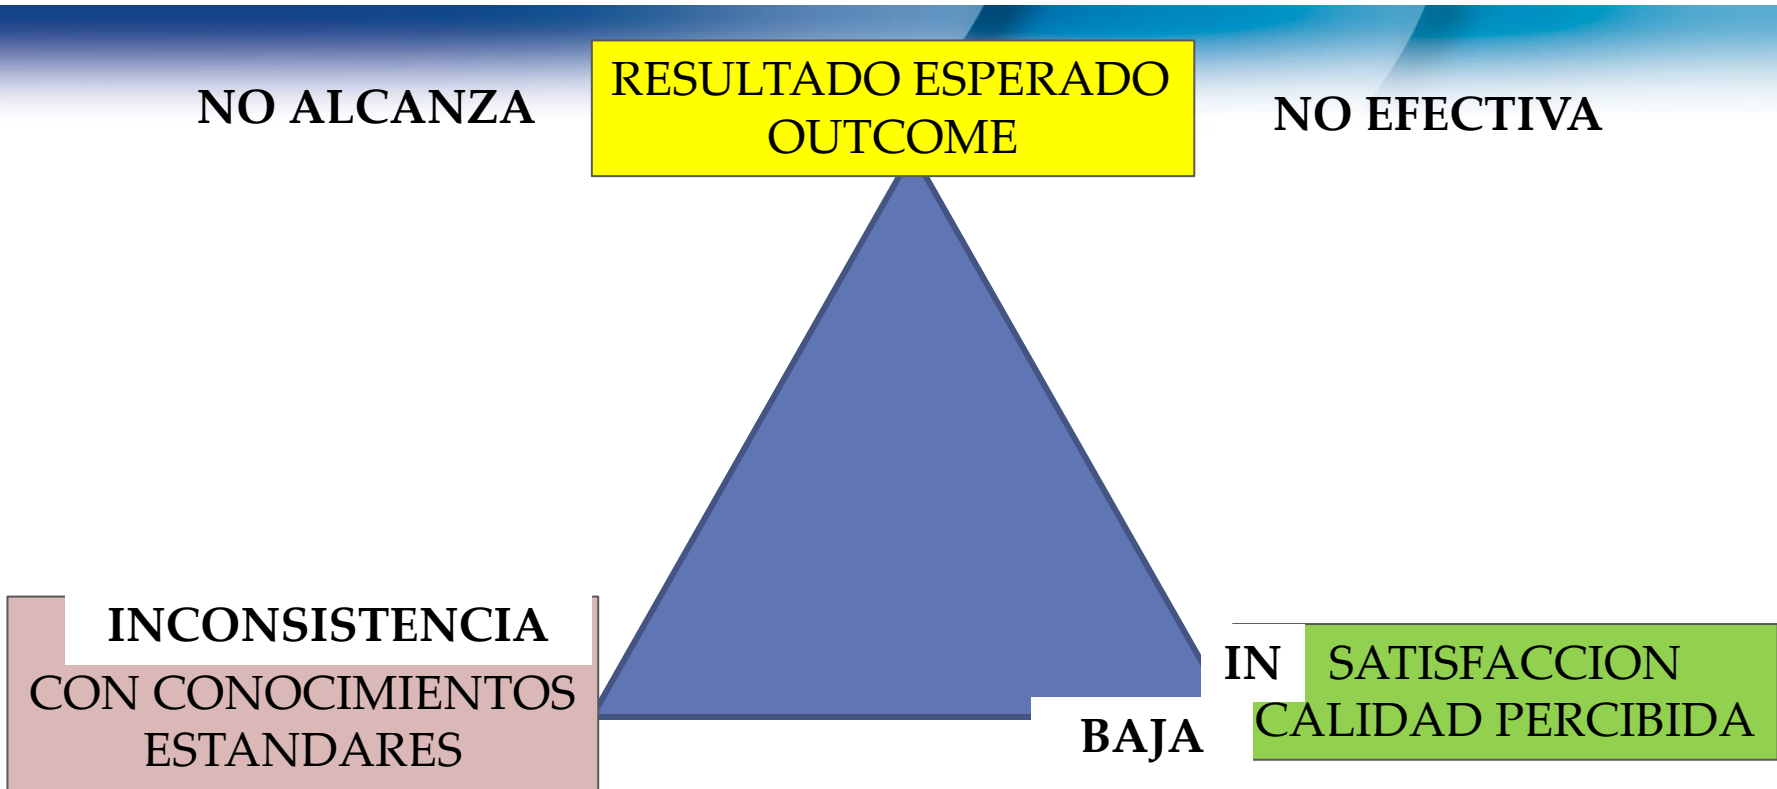 NO ALCANZA
RESULTADO ESPERADO
OUTCOME
NO EFECTIVA
INCONSISTENCIA
CON CONOCIMIENTOS
ESTANDARES
IN SATISFACCION
BAJA CALIDAD PERCIBIDA